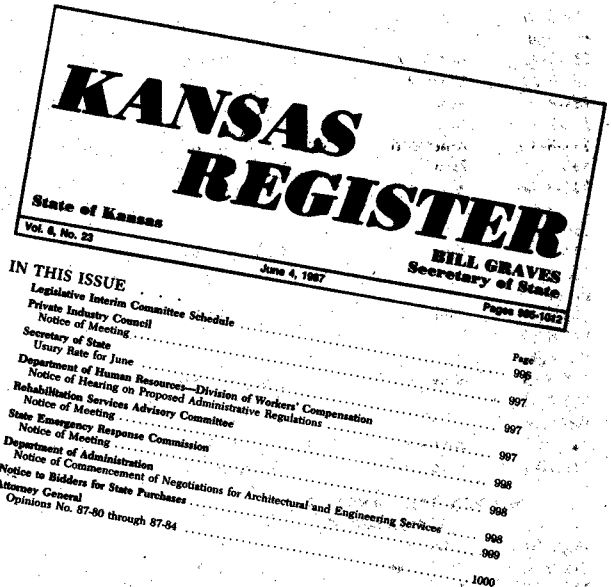 KANSAS
REGISTER
State of Kansas
BILL GRAVES
Secretary of State
Vol. 6, No. 23
June 4, 1987
Pages 995-1012
IN THIS ISSUE
Page
Legislative Interim Committee Schedule ........ 996
Private Industry Council
Notice of Meeting ........ 997
Secretary of State
Usury Rate for June ........ 997
Department of Human Resources—Division of Workers' Compensation
Notice of Hearing on Proposed Administrative Regulations ........ 997
Rehabilitation Services Advisory Committee
Notice of Meeting ........ 998
State Emergency Response Commission
Notice of Meeting ........ 998
Department of Administration
Notice of Commencement of Negotiations for Architectural and Engineering Services ........ 998
Notice to Bidders for State Purchases ........ 999
Attorney General
Opinions No. 87-80 through 87-84 ........ 1000